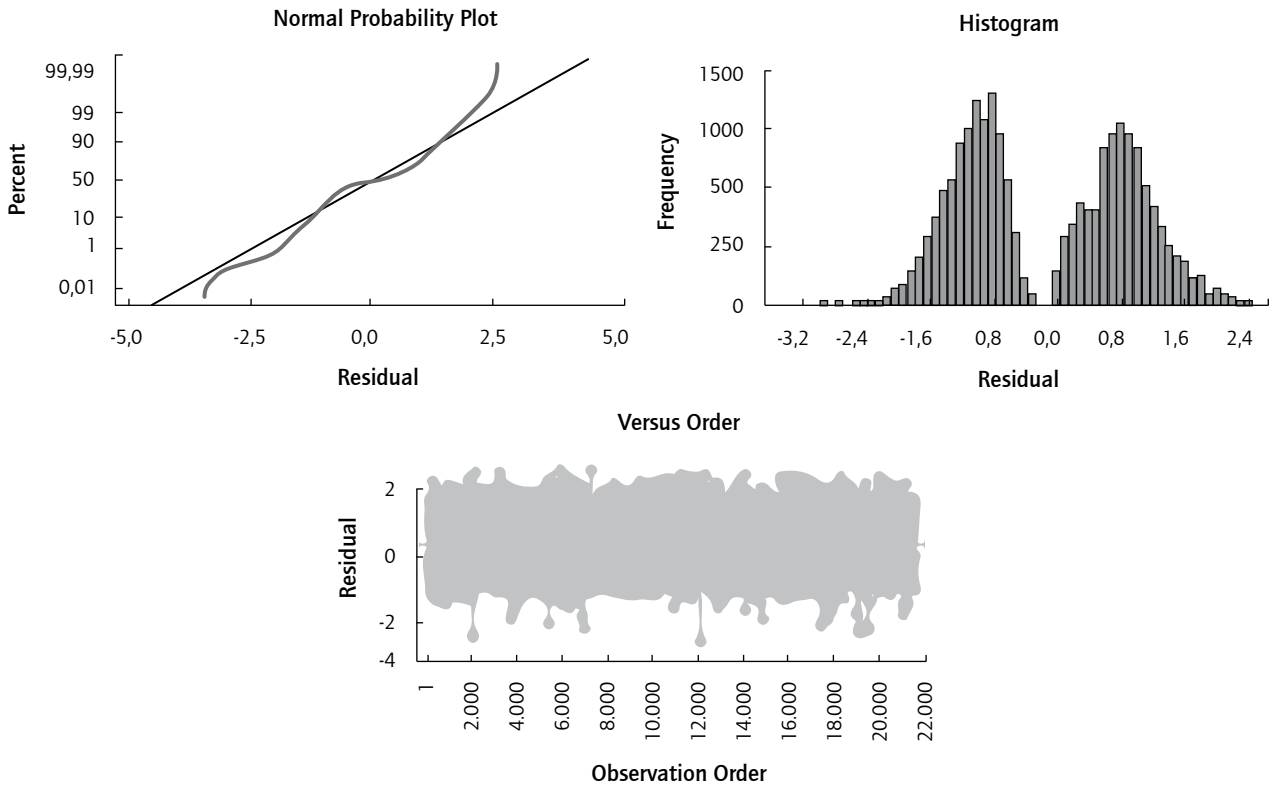 Normal Probability Plot
Percent
99,99
99
90
50
10
1
0,01
-5,0 -2,5 0,0 2,5 5,0
Residual
Histogram
Frequency
1500
1000
500
250
0
-3,2 -2,4 -1,6 0,8 0,0 0,8 1,6 2,4
Residual
Versus Order
Residual
2
0
-2
-4
1 2.000 4.000 6.000 8.000 10.000 12.000 14.000 16.000 18.000 20.000 22.000
Observation Order